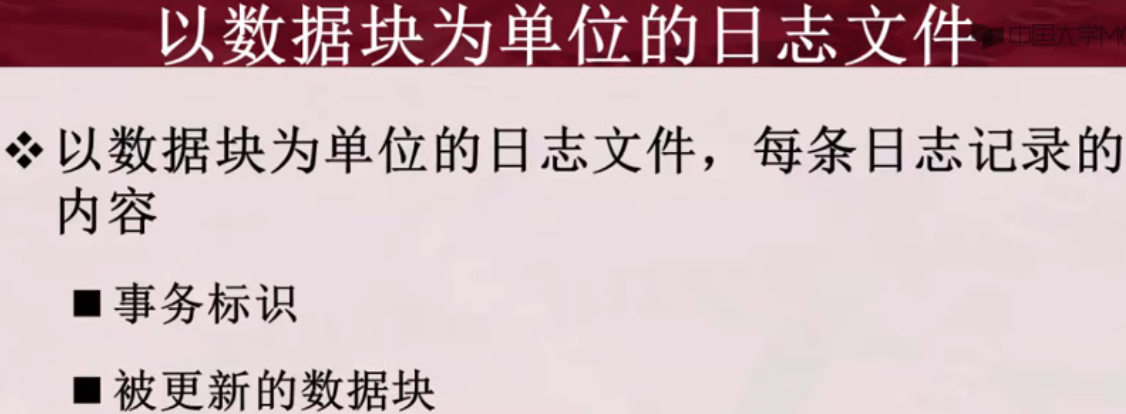 以数据块为单位的日志文件
中国大学M
❖以数据块为单位的日志文件，每条日志记录的
内容
■事务标识
■被更新的数据块